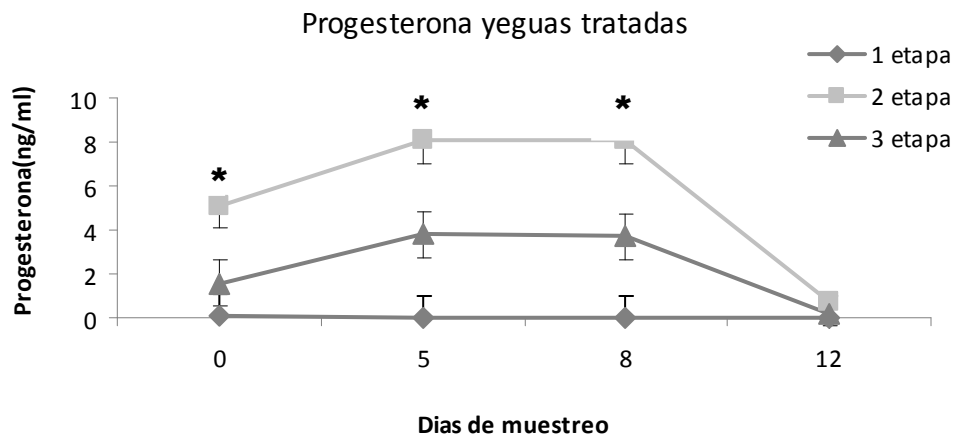 Progesterona yeguas tratadas
1 etapa
2 etapa
3 etapa
Progesterona(ng/ml)
10
8
6
4
2
0
* * *
0 5 8 12
Dias de muestreo